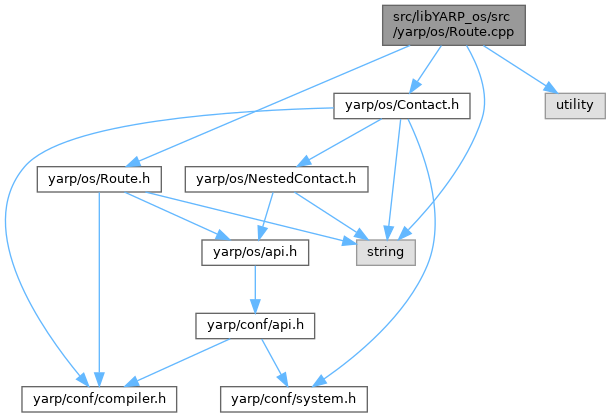 src/libYARP_os/src
/yarp/os/Route.cpp
yarp/os/Contact.h
utility
yarp/os/Route.h
yarp/os/NestedContact.h
yarp/os/api.h
string
yarp/conf/api.h
yarp/conf/compiler.h
yarp/conf/system.h